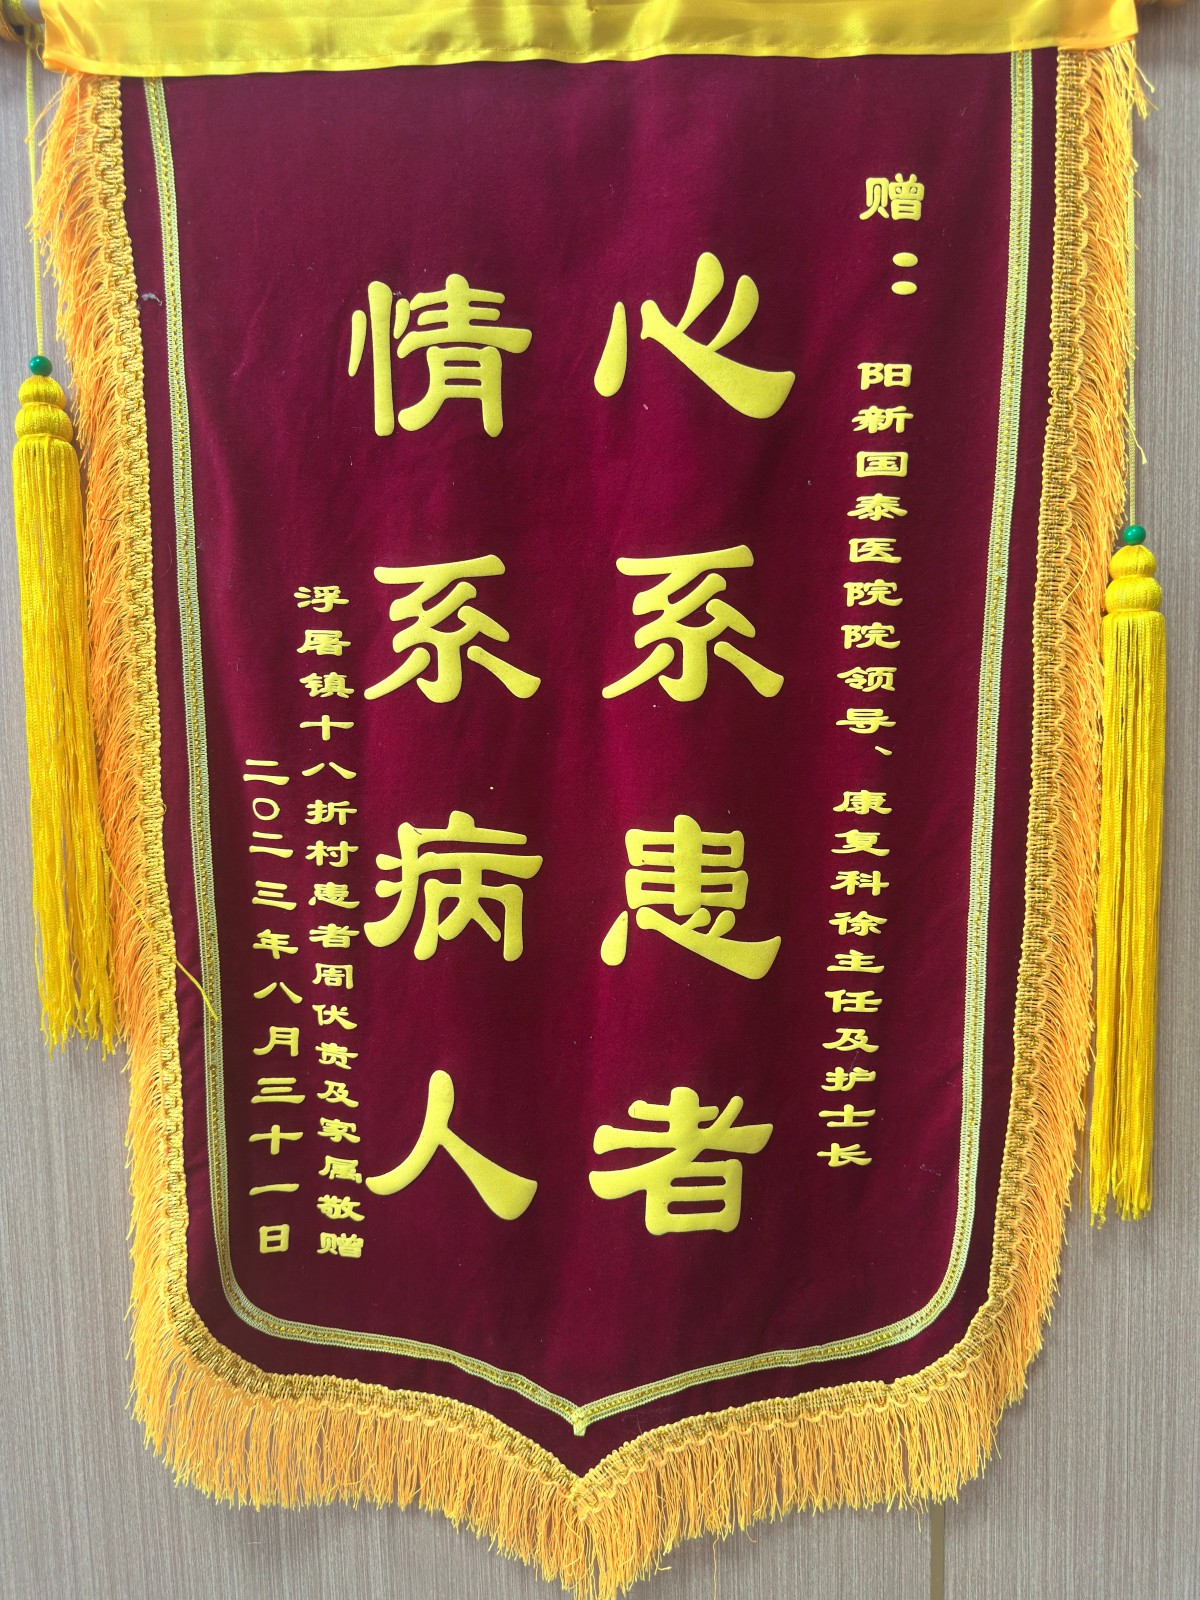 赠：阳新国泰医院院领导、康复科徐主任及护士长
心系患者
情系病人
浮屠镇十八折村患者周伏贵及家属敬赠
二〇二三年八月三十一日